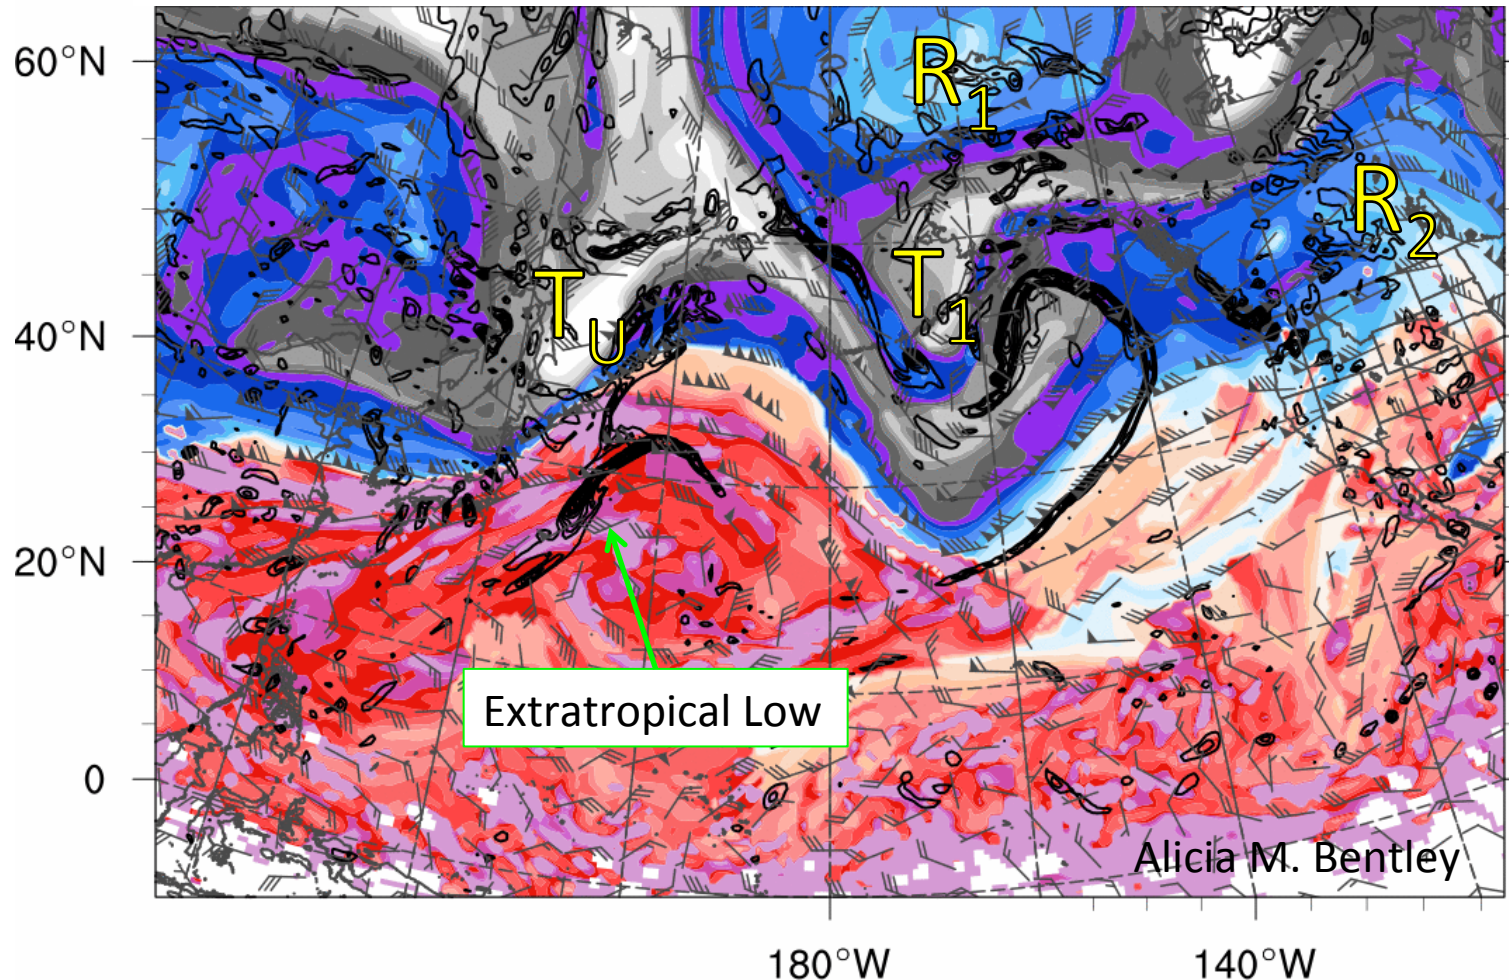 60°N
R1
R2
TU
T1
40°N
20°N
Extratropical Low
0
Alicia M. Bentley
180°W
140°W